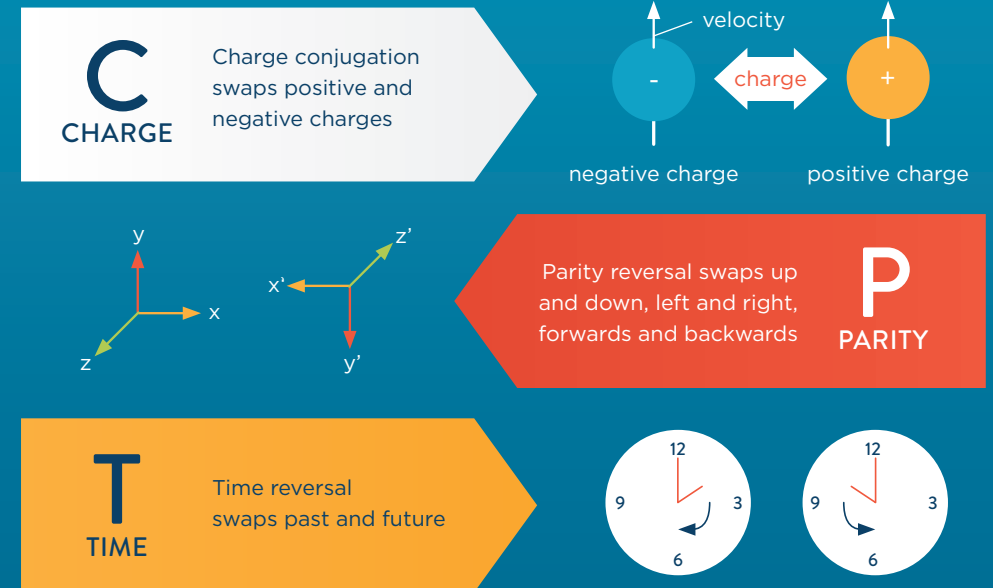 C
CHARGE
Charge conjugation
swaps positive and
negative charges
velocity
-
charge
+
negative charge
positive charge
y
x
z
z'
x'
y'
Parity reversal swaps up
and down, left and right,
forwards and backwards
P
PARITY
T
TIME
Time reversal
swaps past and future
12
9
3
6
12
9
3
6